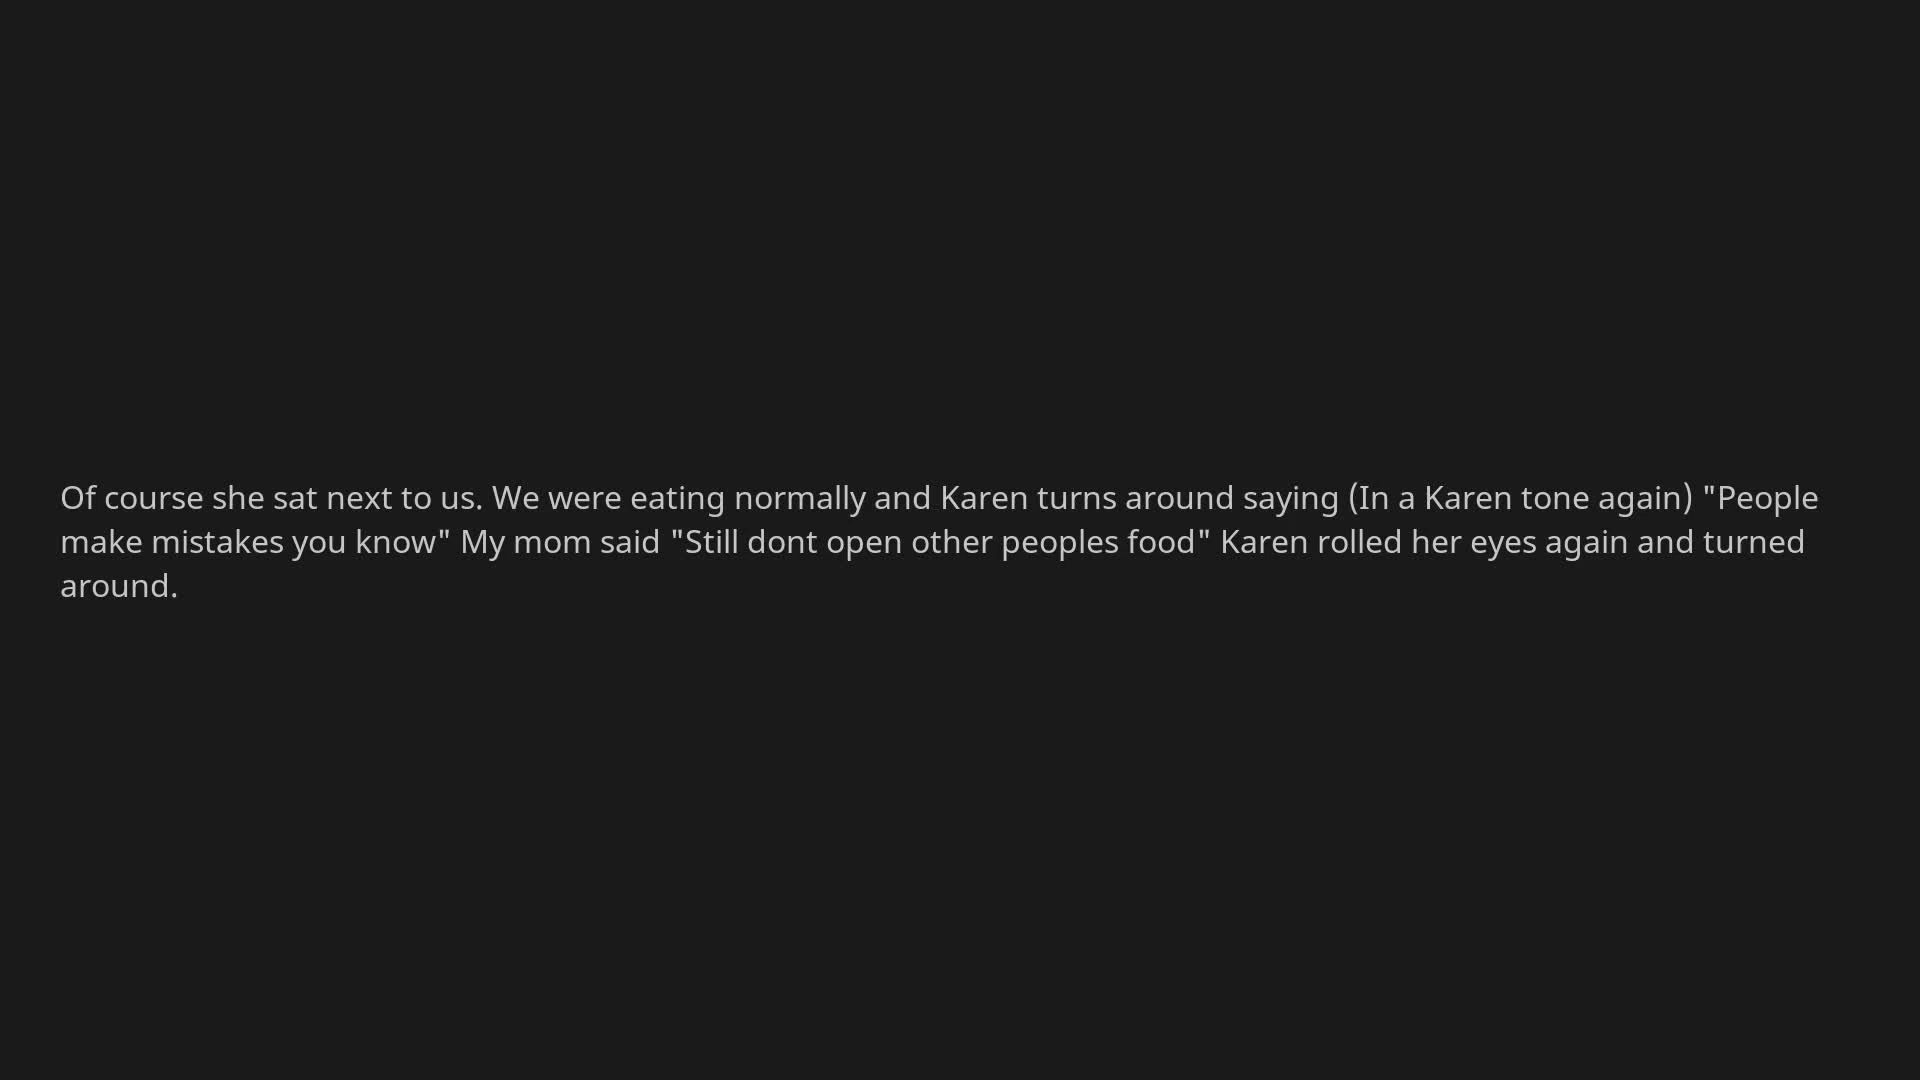 Of course she sat next to us. We were eating normally and Karen turns around saying (In a Karen tone again) "People
make mistakes you know" My mom said "Still dont open other peoples food" Karen rolled her eyes again and turned
around.